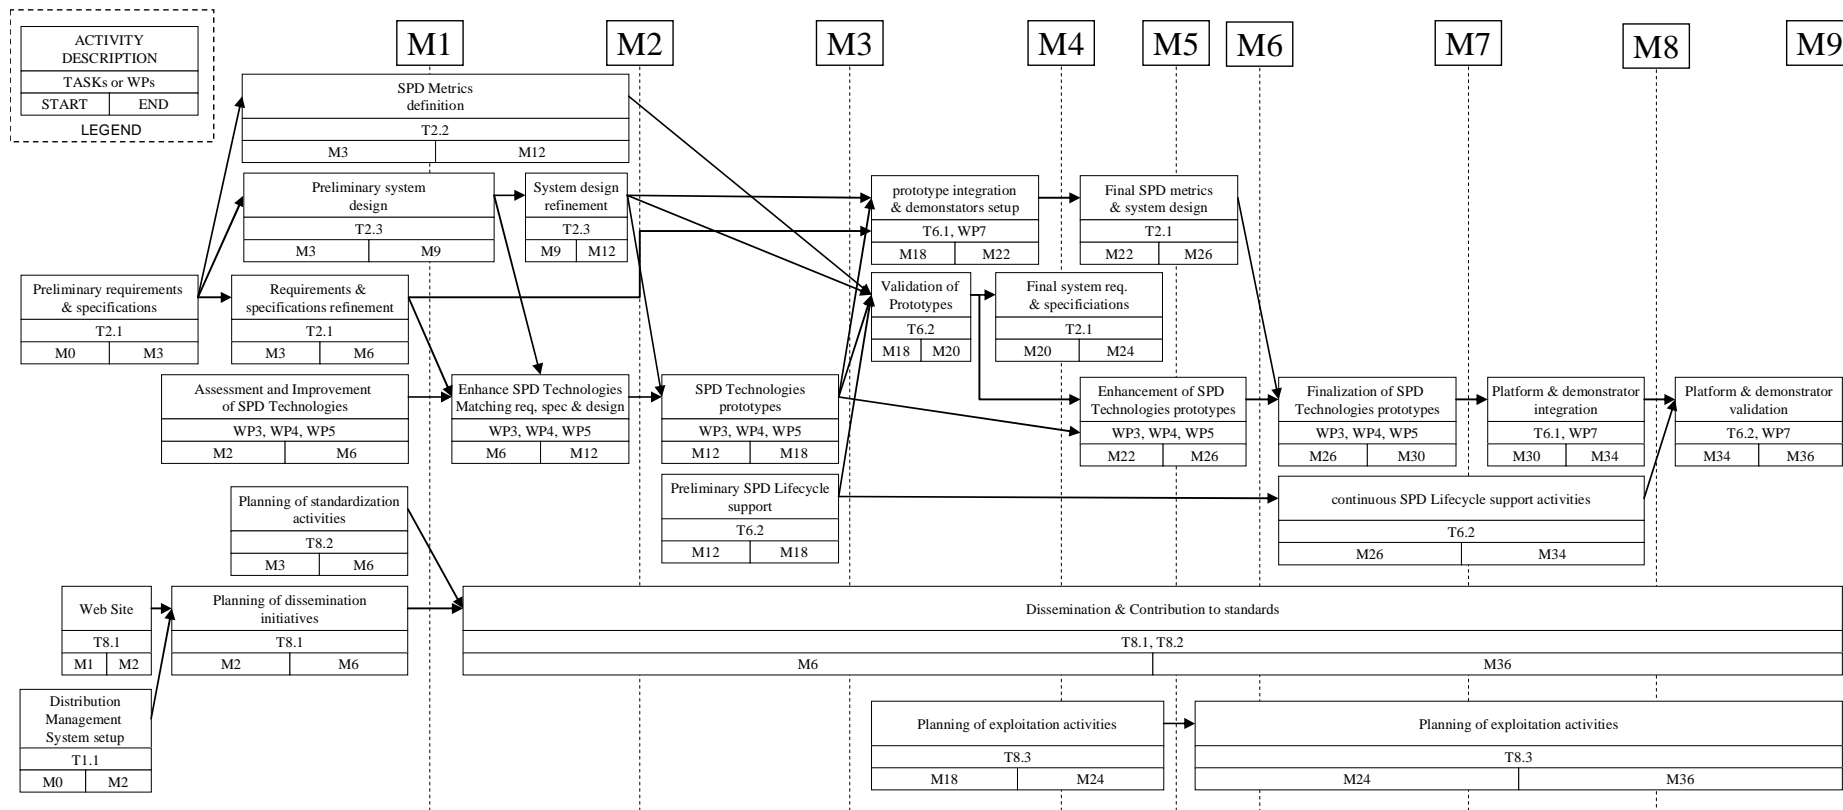 ACTIVITY
DESCRIPTION
TASKs or WPs
START END
LEGEND
M1 M2 M3 M4 M5 M6 M7 M8 M9
SPD Metrics
definition
T2.2
M3 M12
Preliminary system
design
T2.3
M3 M9
System design
refinement
T2.3
M9 M12
prototype integration
& demonstators setup
T6.1, WP7
M18 M22
Final SPD metrics
& system design
T2.1
M22 M26
Preliminary requirements
& specifications
T2.1
M0 M3
Requirements &
specifications refinement
T2.1
M3 M6
Validation of
Prototypes
T6.2
M18 M20
Final system req.
& specificiations
T2.1
M20 M24
Assessment and Improvement
of SPD Technologies
WP3, WP4, WP5
M2 M6
Enhance SPD Technologies
Matching req, spec & design
WP3, WP4, WP5
M6 M12
SPD Technologies
prototypes
WP3, WP4, WP5
M12 M18
Enhancement of SPD
Technologies prototypes
WP3, WP4, WP5
M22 M26
Finalization of SPD
Technologies prototypes
WP3, WP4, WP5
M26 M30
Platform & demonstrator
integration
T6.1, WP7
M30 M34
Platform & demonstrator
validation
T6.2, WP7
M34 M36
Planning of standardization
activities
T8.2
M3 M6
Preliminary SPD Lifecycle
support
T6.2
M12 M18
continuous SPD Lifecycle support activities
T6.2
M26 M34
Web Site
T8.1
M1 M2
Planning of dissemination
initiatives
T8.1
M2 M6
Dissemination & Contribution to standards
T8.1, T8.2
M6 M36
Distribution
Management
System setup
T1.1
M0 M2
Planning of exploitation activities
T8.3
M18 M24
Planning of exploitation activities
T8.3
M24 M36